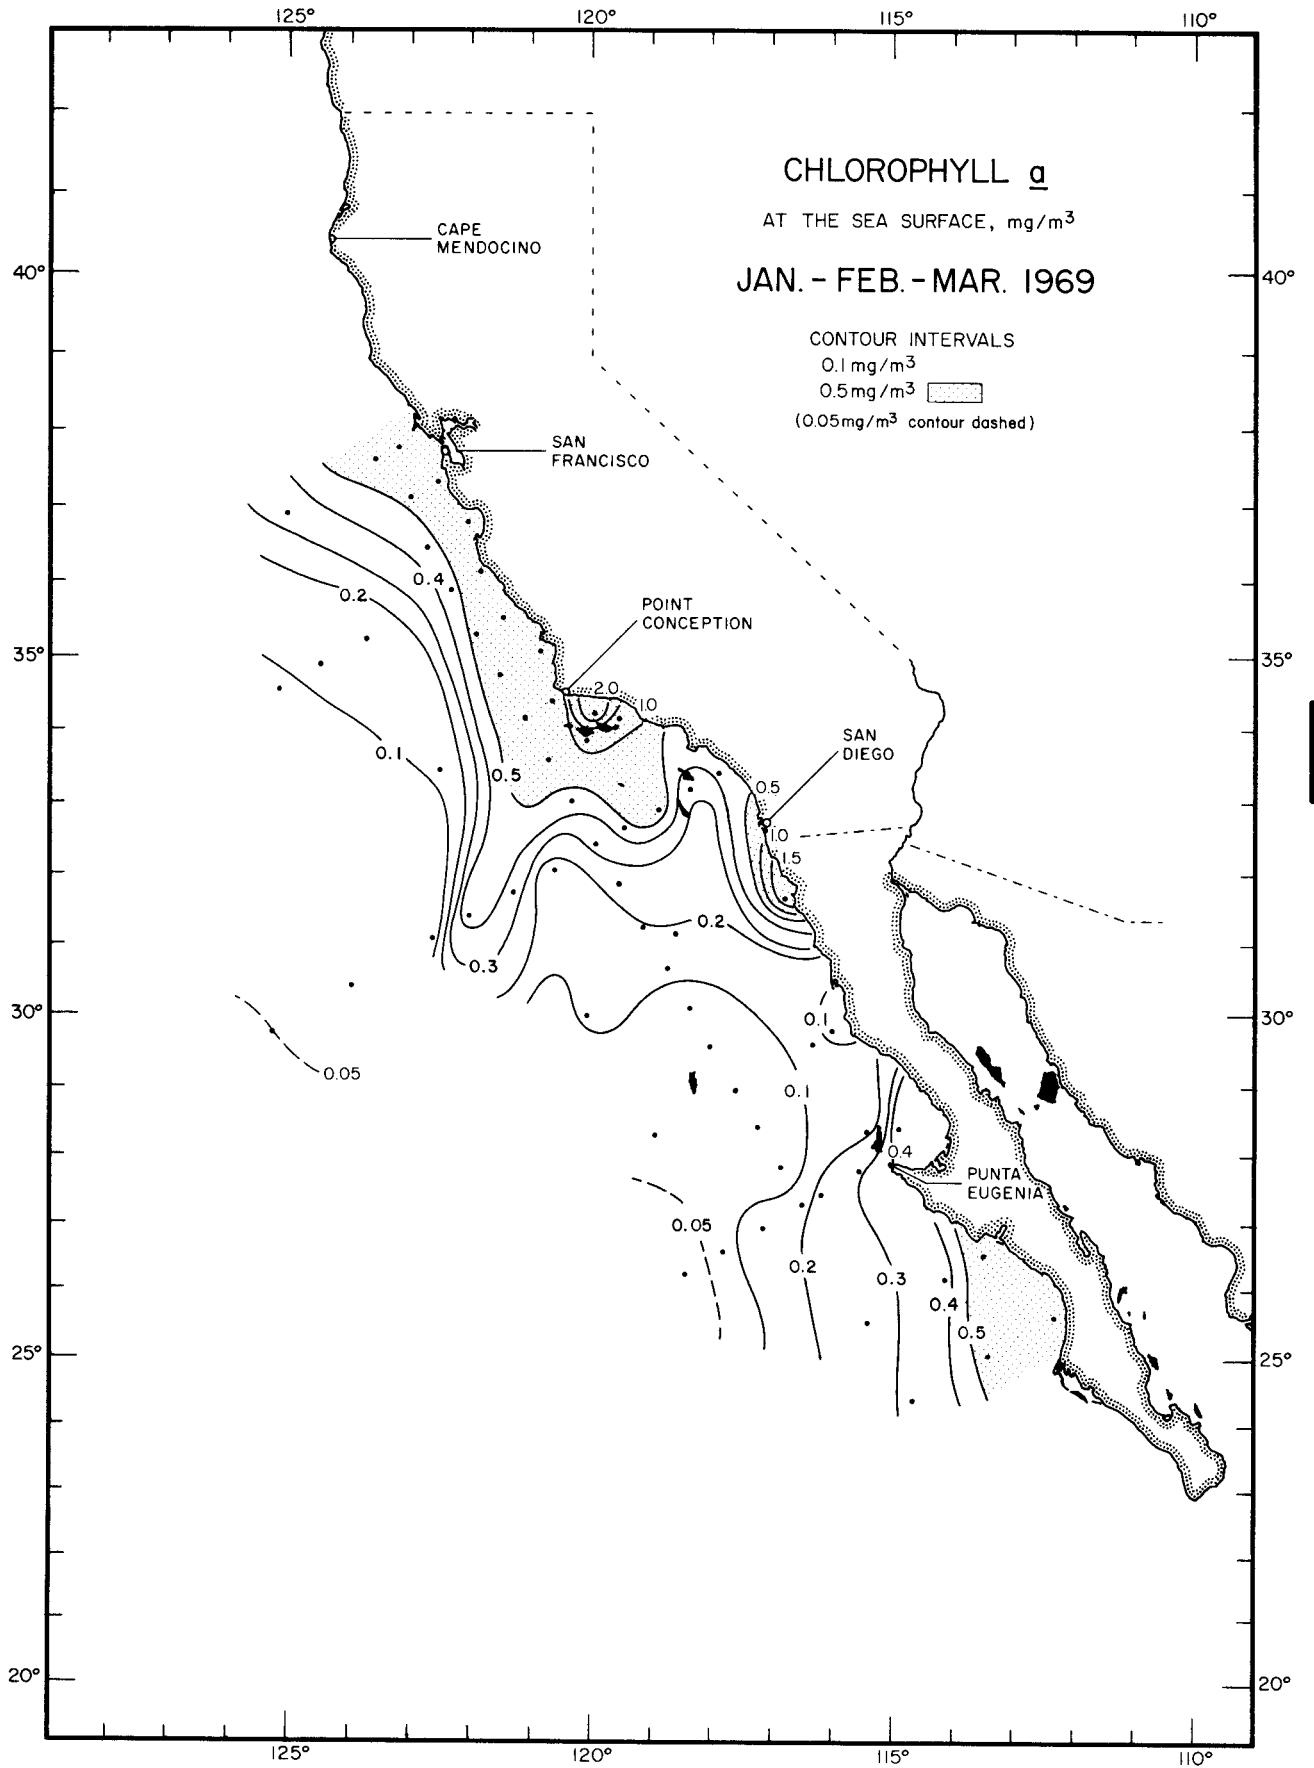 125° 120° 115° 110°
CHLOROPHYLL a
AT THE SEA SURFACE, mg/m³
CAPE
MENDOCINO
40° 40°
JAN. - FEB. - MAR. 1969
CONTOUR INTERVALS
0.1 mg/m³
0.5 mg/m³
(0.05 mg/m³ contour dashed)
SAN
FRANCISCO
0.4
0.2
POINT
CONCEPTION
35° 35°
2.0
1.0
SAN
DIEGO
0.1
0.5
0.5
1.0
1.5
0.2
0.3
30° 30°
0.1
0.05
0.1
0.4
PUNTA
EUGENIA
0.05
0.2
0.3
0.4
0.5
25° 25°
20° 20°
125° 120° 115° 110°